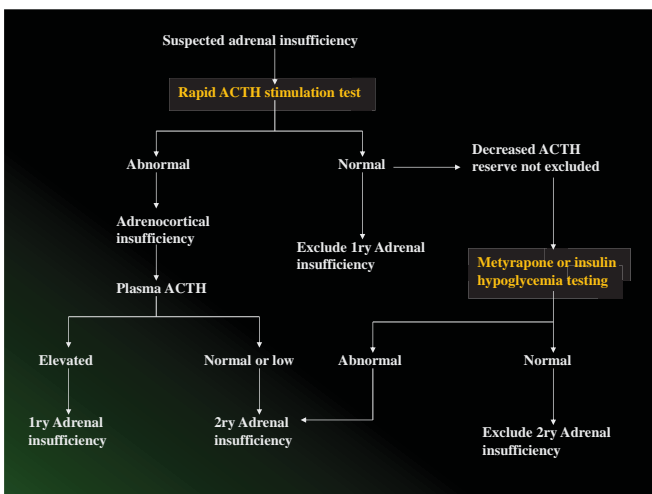 Suspected adrenal insufficiency
Rapid ACTH stimulation test
Abnormal
Normal
Decreased ACTH
reserve not excluded
Adrenocortical
insufficiency
Exclude 1ry Adrenal
insufficiency
Metyrapone or insulin
hypoglycemia testing
Plasma ACTH
Elevated
Normal or low
Abnormal
Normal
1ry Adrenal
insufficiency
2ry Adrenal
insufficiency
Exclude 2ry Adrenal
insufficiency